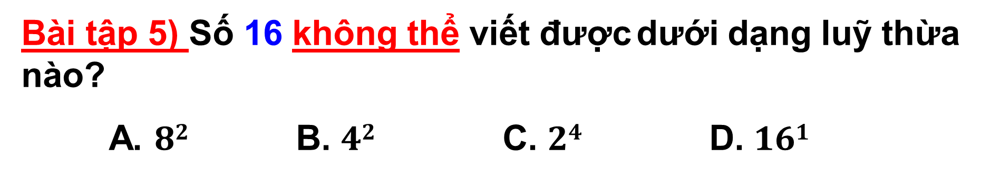 Bài tập 5) Số 16 không thể viết được dưới dạng luỹ thừa
nào?
A. 8² B. 4² C. 2⁴ D. 16¹